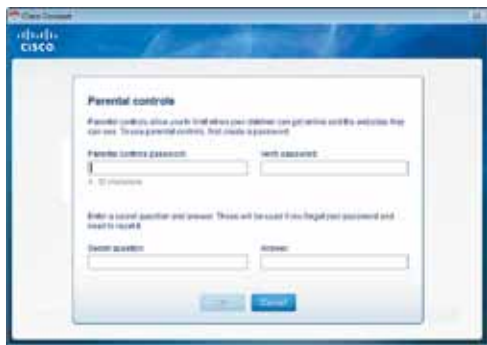 Cisco Connect
CISCO
Parental controls
Parental controls allow you to limit when your children can get online and the websites they
can see. To use parental controls, first create a password.
Parental controls password: Verify password:
4 - 32 characters
Enter a secret question and answer. These will be used if you forget your password and
need to reset it.
Secret question: Answer:
Cancel